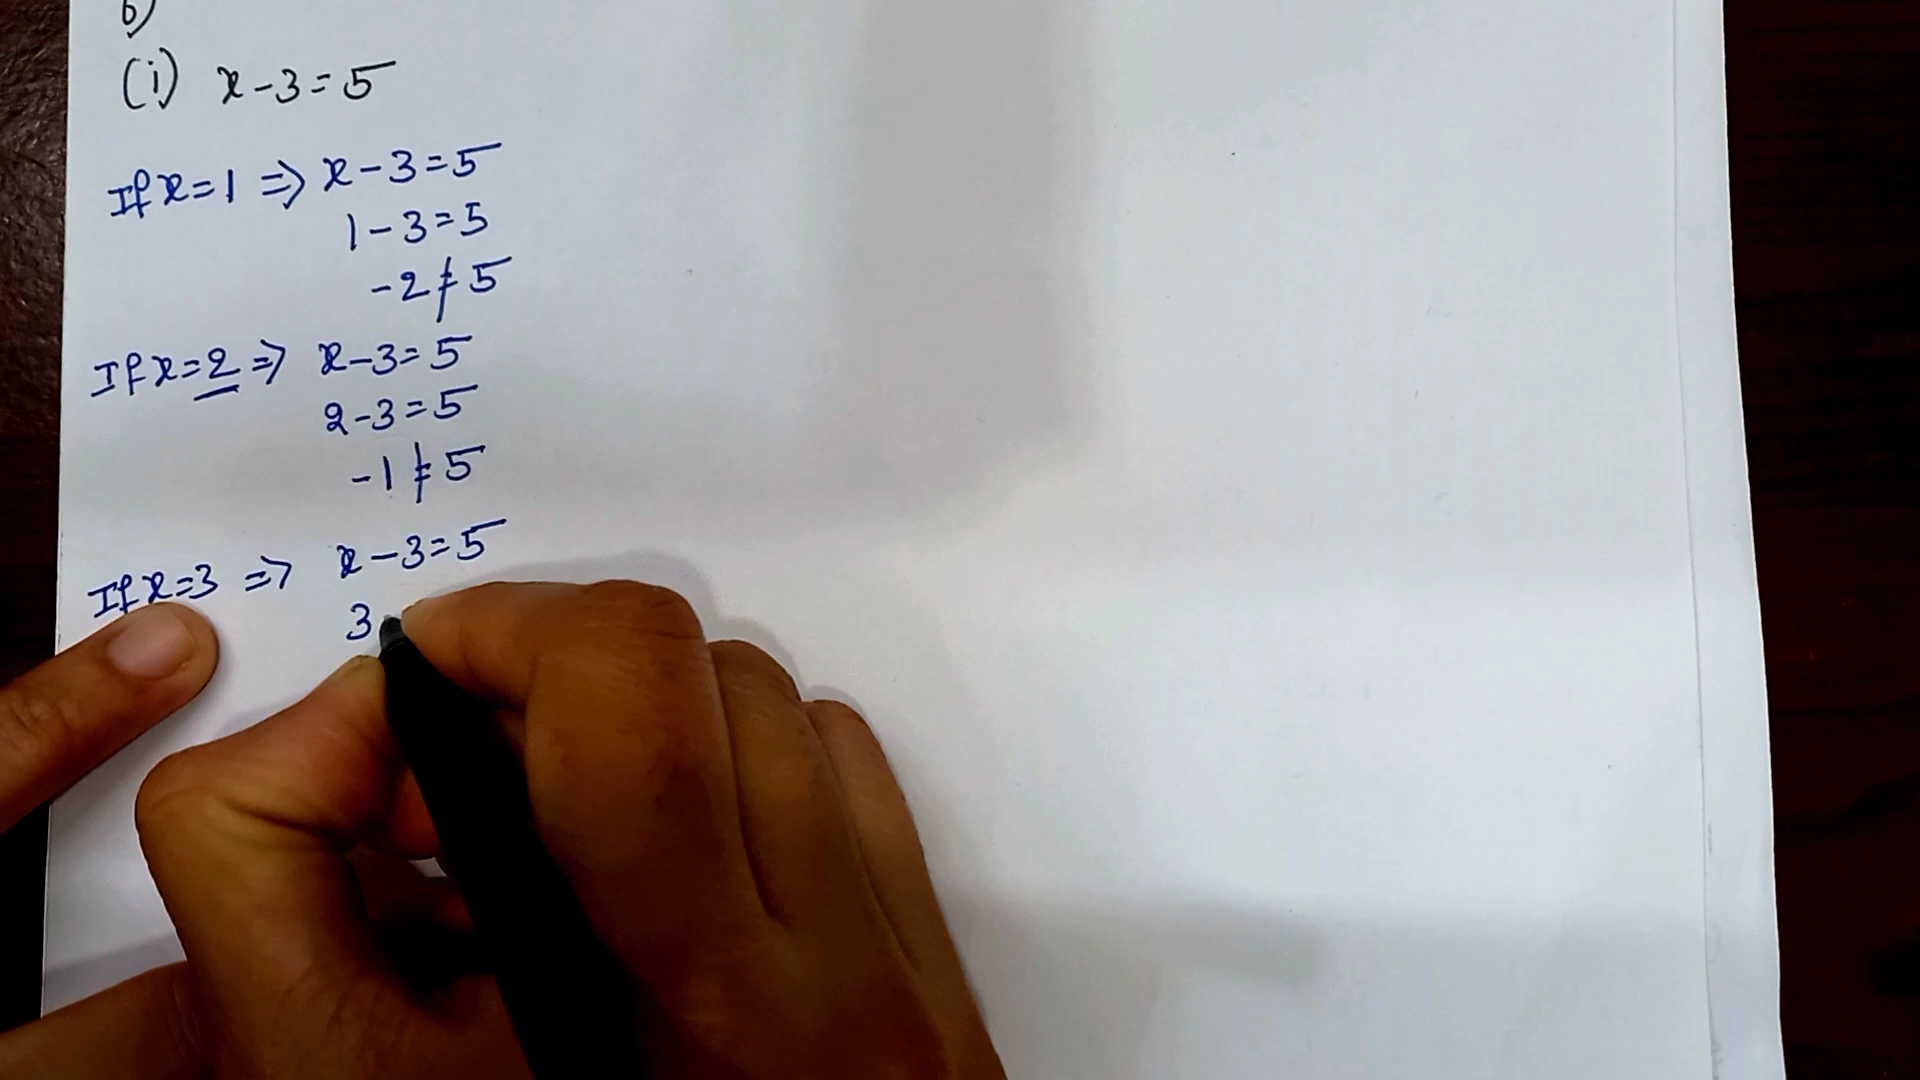 6)
(i) x-3=5
If x=1 => x-3=5
1-3=5
-2≠5
If x=2 => x-3=5
2-3=5
-1≠5
If x=3 => x-3=5
3